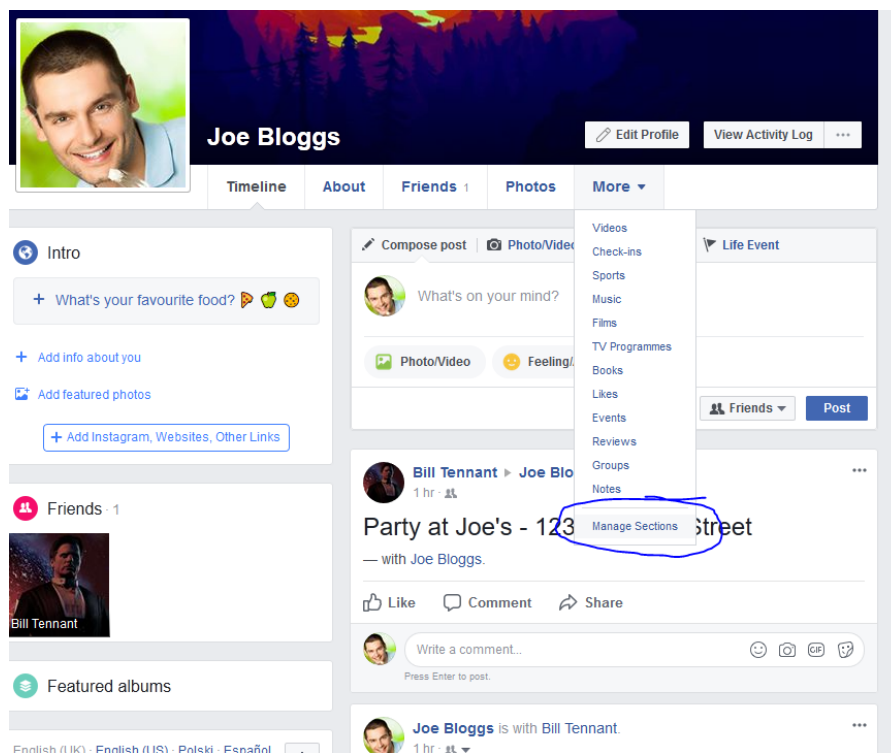 Joe Bloggs
Edit Profile
View Activity Log
Timeline
About
Friends 1
Photos
More
Videos
Check-ins
Sports
Music
Films
TV Programmes
Books
Likes
Events
Reviews
Groups
Notes
Manage Sections
Intro
+ What's your favourite food?
+ Add info about you
Add featured photos
+ Add Instagram, Websites, Other Links
Friends · 1
Bill Tennant
Featured albums
English (UK) · English (US) · Polski · Español
Compose post
Photo/Video
Life Event
What's on your mind?
Photo/Video
Feeling/
Friends
Post
Bill Tennant ▸ Joe Blo
1 hr ·
Party at Joe's - 123 Street
— with Joe Bloggs.
Like Comment Share
Write a comment...
GIF
Press Enter to post.
Joe Bloggs is with Bill Tennant.
1 hr ·